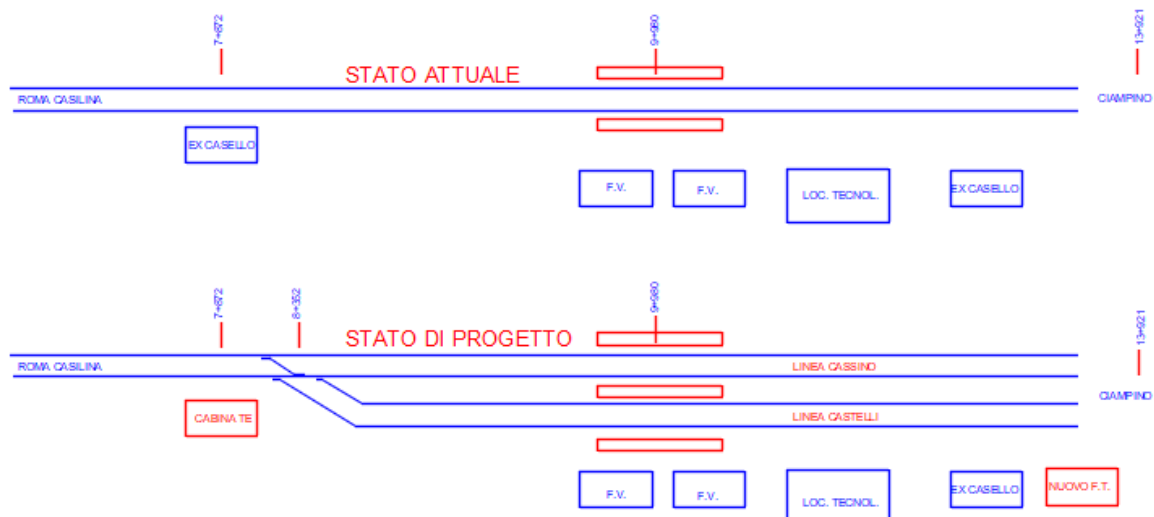 7+672
9+980
13+921
STATO ATTUALE
ROMA CASILINA
CIAMPINO
EX CASELLO
F.V.
F.V.
LOC. TECNOL.
EX CASELLO
7+672
8+352
9+980
13+921
STATO DI PROGETTO
ROMA CASILINA
LINEA CASSINO
CIAMPINO
CABINA TE
LINEA CASTELLI
F.V.
F.V.
LOC. TECNOL.
EX CASELLO
NUOVO F.T.